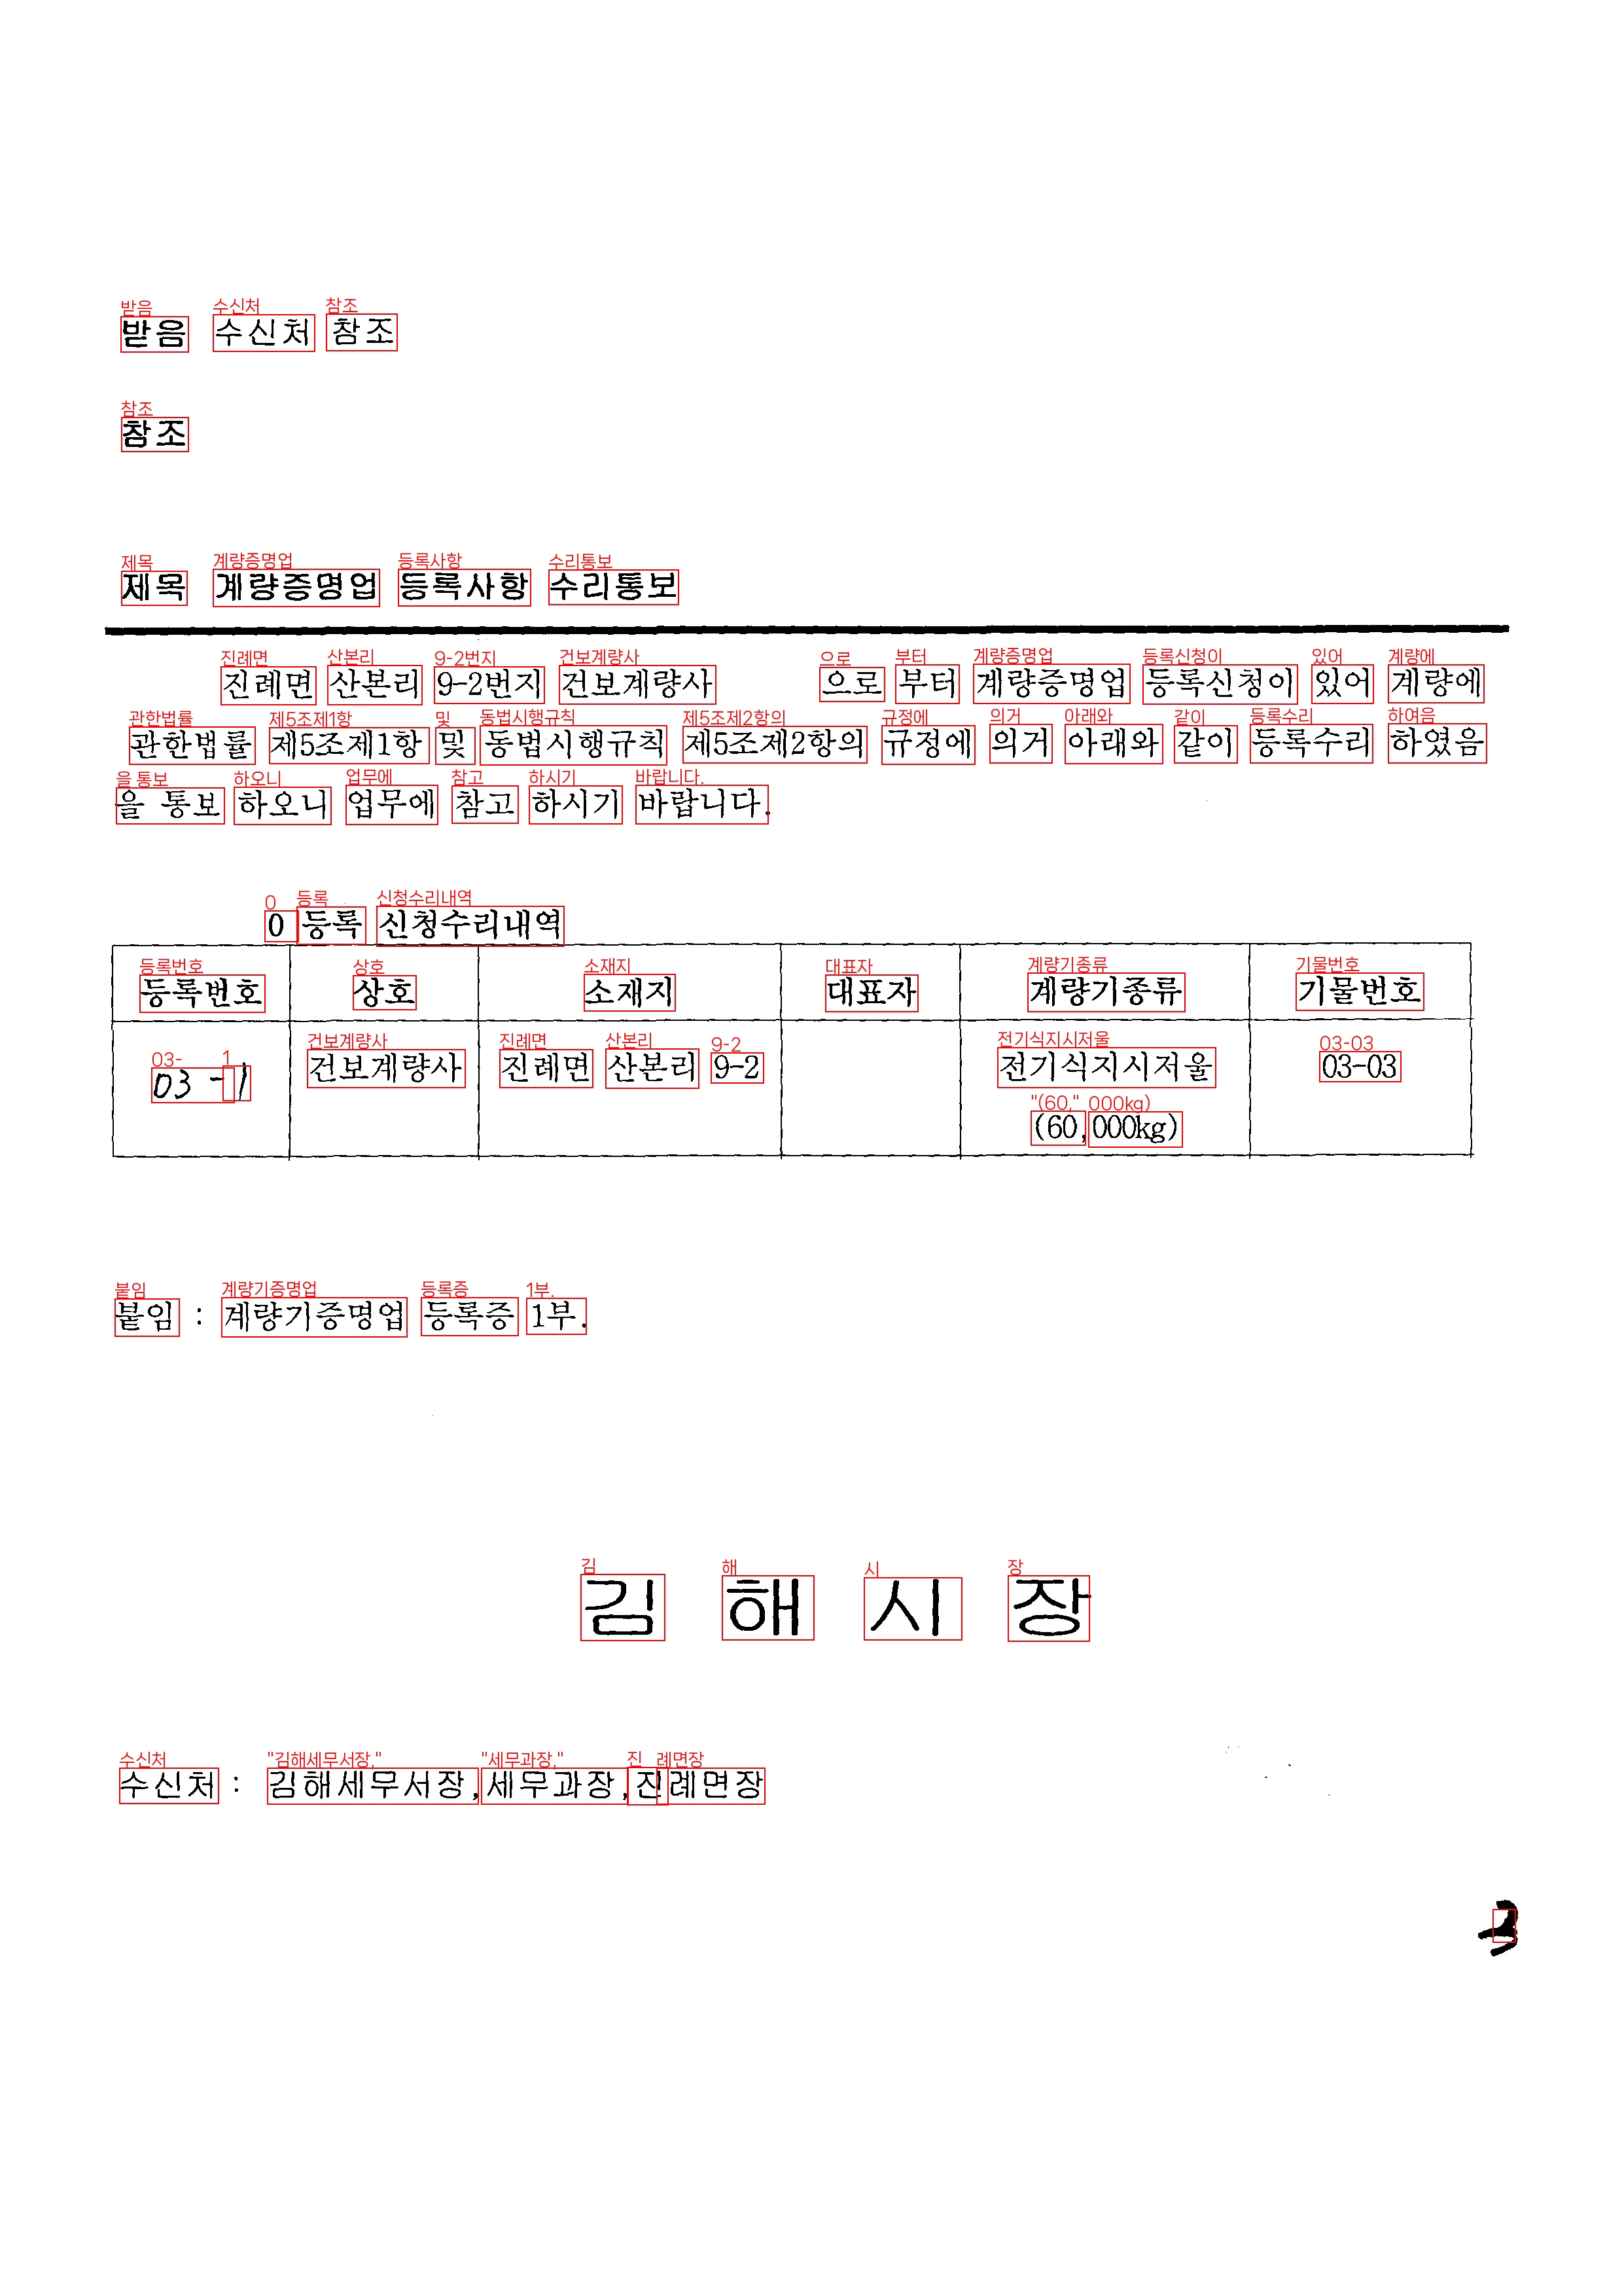 받음 수신처 참조
참조
제목 계량증명업 등록사항 수리통보
진례면 산본리 9-2번지 건보계량사 으로 부터 계량증명업 등록신청이 있어 계량에
관한법률 제5조제1항 및 동법시행규칙 제5조제2항의 규정에 의거 아래와 같이 등록수리 하였음
을 통보 하오니 업무에 참고 하시기 바랍니다.
0 등록 신청수리내역
등록번호 상호 소재지 대표자 계량기종류 기물번호
03-1 건보계량사 진례면 산본리 9-2 전기식지시저울 03-03
(60,000kg)
붙임 : 계량기증명업 등록증 1부.
김 해 시 장
수신처 : 김해세무서장, 세무과장, 진례면장